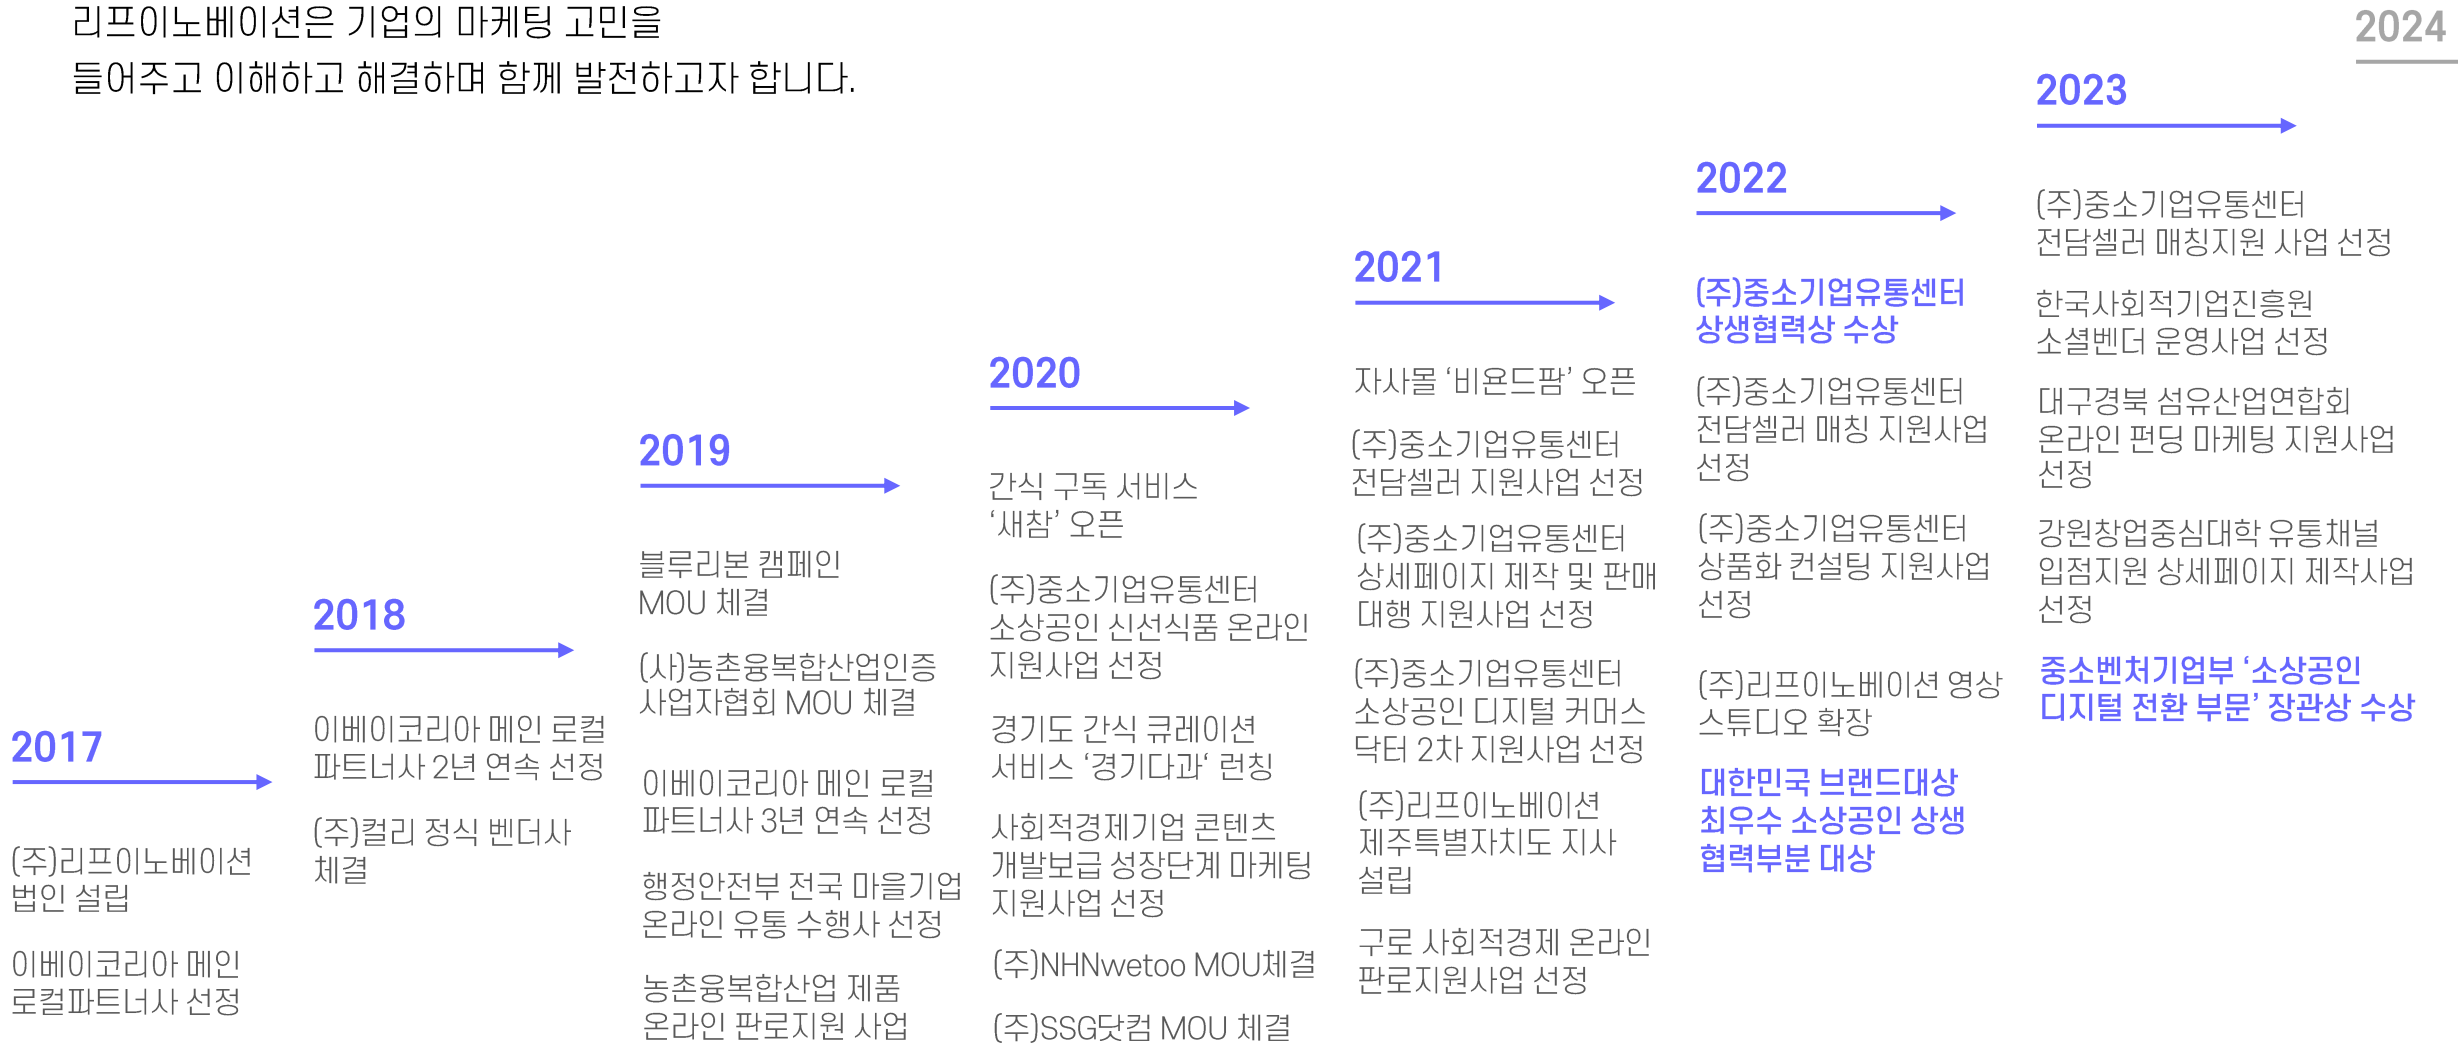 리프이노베이션은 기업의 마케팅 고민을
들어주고 이해하고 해결하며 함께 발전하고자 합니다.
2017
(주)리프이노베이션
법인 설립
이베이코리아 메인
로컬파트너사 선정
2018
이베이코리아 메인 로컬
파트너사 2년 연속 선정
(주)컬리 정식 벤더사
체결
2019
블루리본 캠페인
MOU 체결
(사)농촌융복합산업인증
사업자협회 MOU 체결
이베이코리아 메인 로컬
파트너사 3년 연속 선정
행정안전부 전국 마을기업
온라인 유통 수행사 선정
농촌융복합산업 제품
온라인 판로지원 사업
2020
간식 구독 서비스
‘새참’ 오픈
(주)중소기업유통센터
소상공인 신선식품 온라인
지원사업 선정
경기도 간식 큐레이션
서비스 ‘경기다과‘ 런칭
사회적경제기업 콘텐츠
개발보급 성장단계 마케팅
지원사업 선정
(주)NHNwetoo MOU체결
(주)SSG닷컴 MOU 체결
2021
자사몰 ‘비욘드팜’ 오픈
(주)중소기업유통센터
전담셀러 지원사업 선정
(주)중소기업유통센터
상세페이지 제작 및 판매
대행 지원사업 선정
(주)중소기업유통센터
소상공인 디지털 커머스
닥터 2차 지원사업 선정
(주)리프이노베이션
제주특별자치도 지사
설립
구로 사회적경제 온라인
판로지원사업 선정
2022
(주)중소기업유통센터
상생협력상 수상
(주)중소기업유통센터
전담셀러 매칭 지원사업
선정
(주)중소기업유통센터
상품화 컨설팅 지원사업
선정
(주)리프이노베이션 영상
스튜디오 확장
대한민국 브랜드대상
최우수 소상공인 상생
협력부분 대상
2023
(주)중소기업유통센터
전담셀러 매칭지원 사업 선정
한국사회적기업진흥원
소셜벤더 운영사업 선정
대구경북 섬유산업연합회
온라인 펀딩 마케팅 지원사업
선정
강원창업중심대학 유통채널
입점지원 상세페이지 제작사업
선정
중소벤처기업부 ‘소상공인
디지털 전환 부문’ 장관상 수상
2024